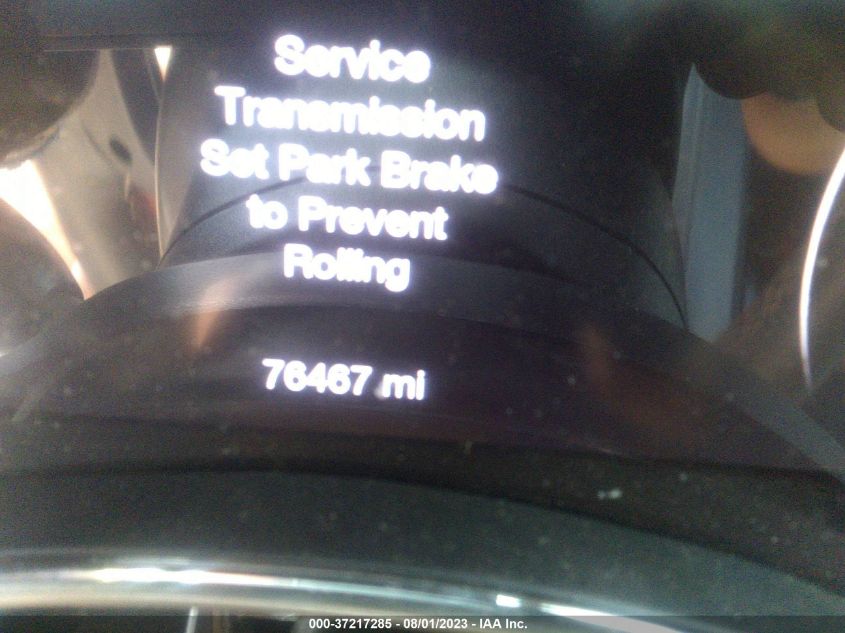 Service
Transmission
Set Park Brake
to Prevent
Rolling
76467 mi
000-37217285 - 08/01/2023 - IAA Inc.